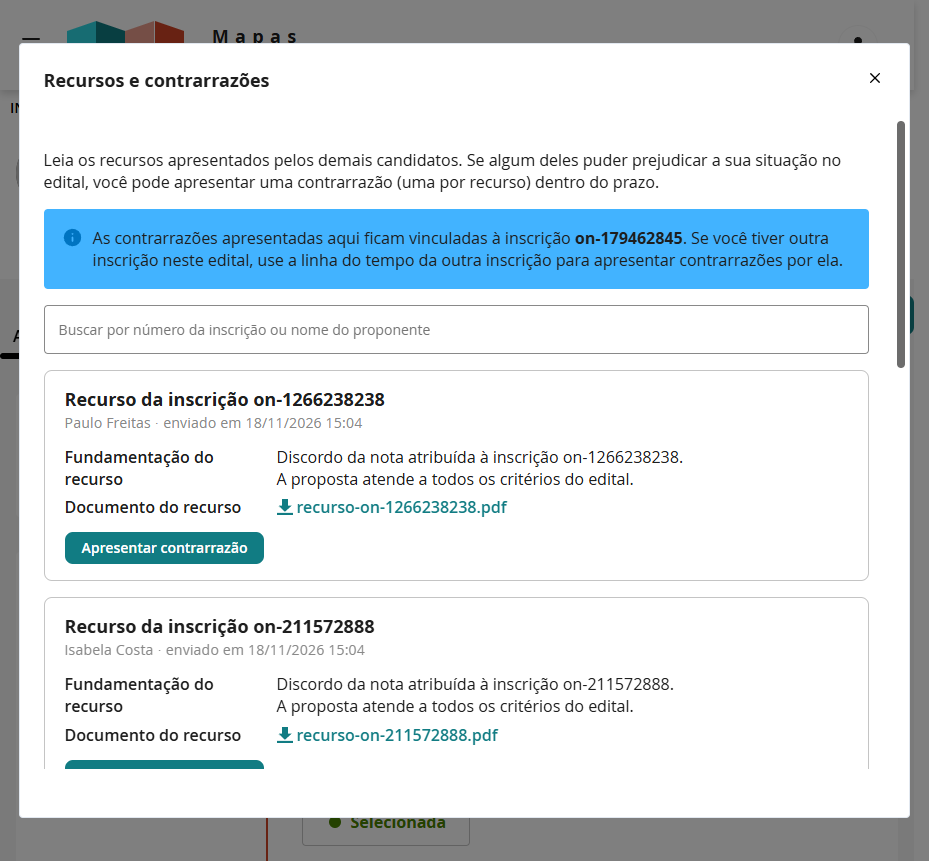 Mapas
Recursos e contrarrazões
Leia os recursos apresentados pelos demais candidatos. Se algum deles puder prejudicar a sua situação no
edital, você pode apresentar uma contrarrazão (uma por recurso) dentro do prazo.
As contrarrazões apresentadas aqui ficam vinculadas à inscrição on-179462845. Se você tiver outra
inscrição neste edital, use a linha do tempo da outra inscrição para apresentar contrarrazões por ela.
Buscar por número da inscrição ou nome do proponente
Recurso da inscrição on-1266238238
Paulo Freitas · enviado em 18/11/2026 15:04
Fundamentação do
recurso
Discordo da nota atribuída à inscrição on-1266238238.
A proposta atende a todos os critérios do edital.
Documento do recurso
recurso-on-1266238238.pdf
Apresentar contrarrazão
Recurso da inscrição on-211572888
Isabela Costa · enviado em 18/11/2026 15:04
Fundamentação do
recurso
Discordo da nota atribuída à inscrição on-211572888.
A proposta atende a todos os critérios do edital.
Documento do recurso
recurso-on-211572888.pdf
Selecionada